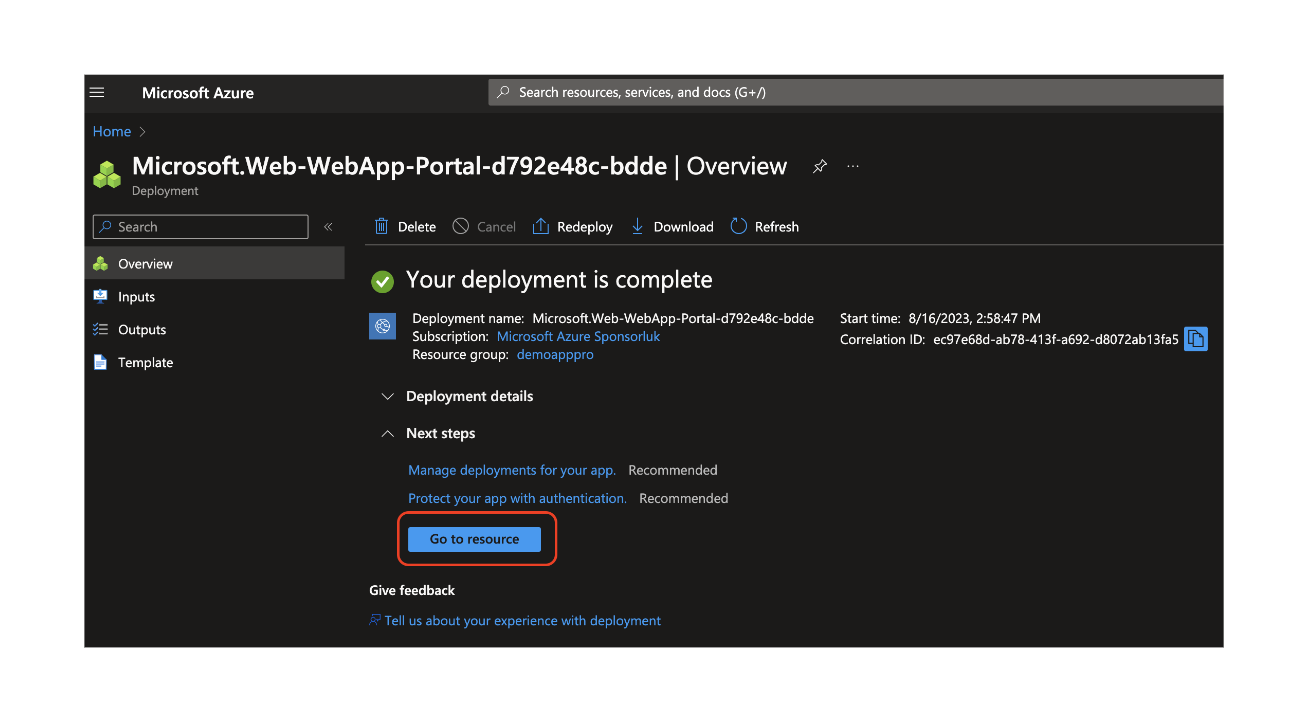 Microsoft Azure
Search resources, services, and docs (G+/)
Home
Microsoft.Web-WebApp-Portal-d792e48c-bdde | Overview
Deployment
Search
Delete
Cancel
Redeploy
Download
Refresh
Overview
Inputs
Outputs
Template
Your deployment is complete
Deployment name: Microsoft.Web-WebApp-Portal-d792e48c-bdde
Subscription: Microsoft Azure Sponsorluk
Resource group: demoapppro
Start time: 8/16/2023, 2:58:47 PM
Correlation ID: ec97e68d-ab78-413f-a692-d8072ab13fa5
Deployment details
Next steps
Manage deployments for your app. Recommended
Protect your app with authentication. Recommended
Go to resource
Give feedback
Tell us about your experience with deployment